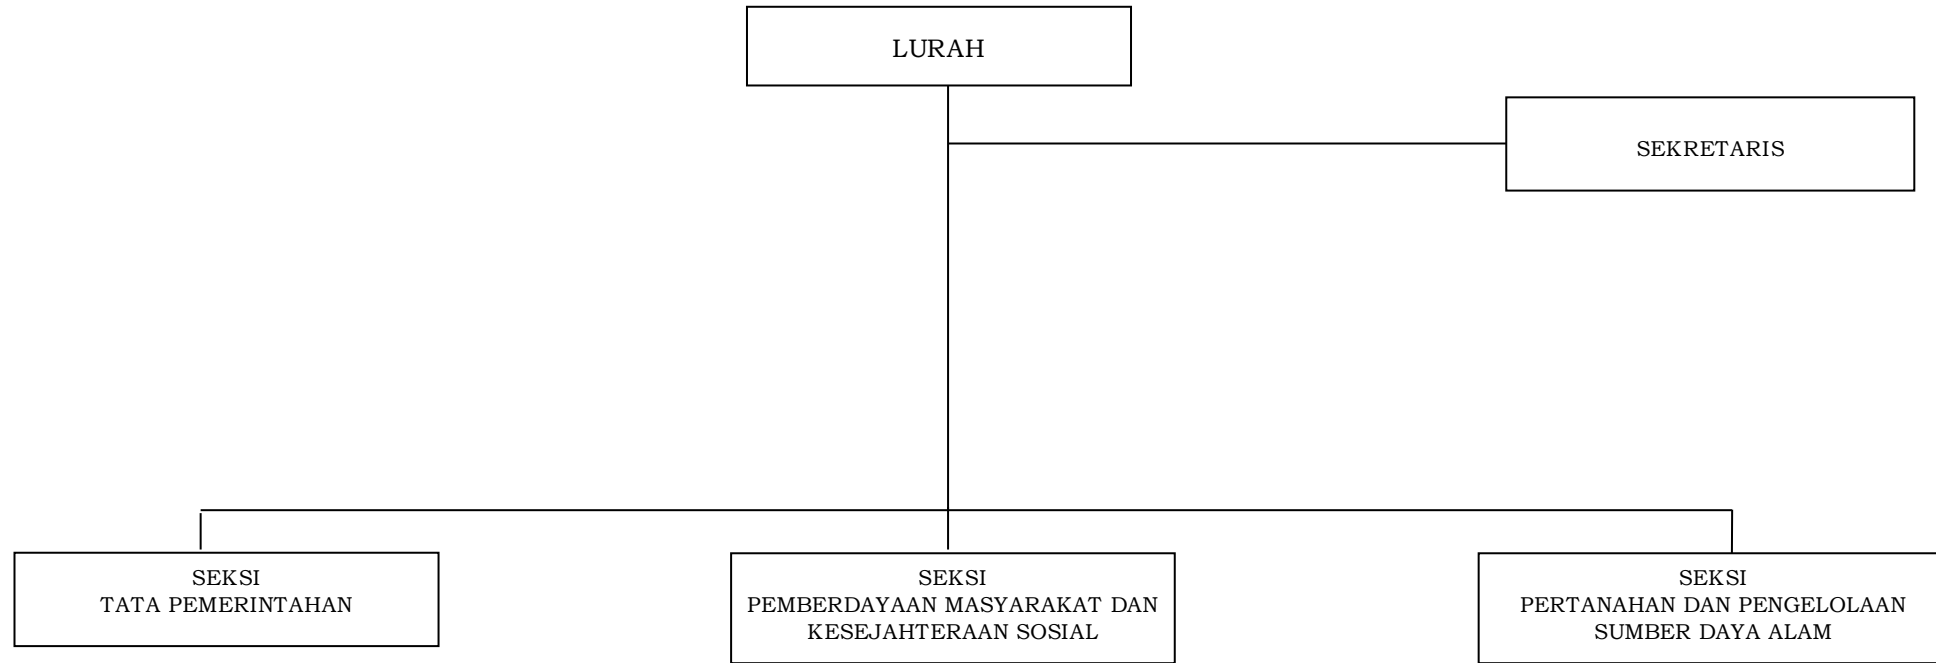 LURAH
SEKRETARIS
SEKSI
TATA PEMERINTAHAN
SEKSI
PEMBERDAYAAN MASYARAKAT DAN
KESEJAHTERAAN SOSIAL
SEKSI
PERTANAHAN DAN PENGELOLAAN
SUMBER DAYA ALAM